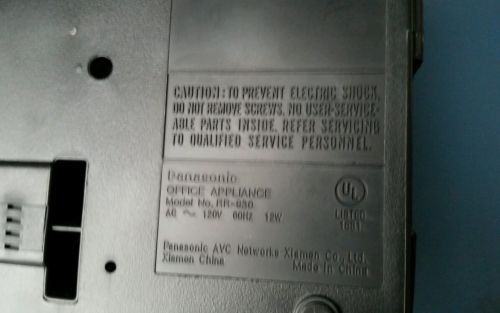 CAUTION: TO PREVENT ELECTRIC SHOCK,
DO NOT REMOVE SCREWS. NO USER-SERVICE-
ABLE PARTS INSIDE. REFER SERVICING
TO QUALIFIED SERVICE PERSONNEL.
Panasonic
OFFICE APPLIANCE
Model No. RR-830
AC ~ 120V 60Hz 12W
UL
LISTED
Panasonic AVC Networks Xiamen Co., Ltd.
Xiamen China
Made in China